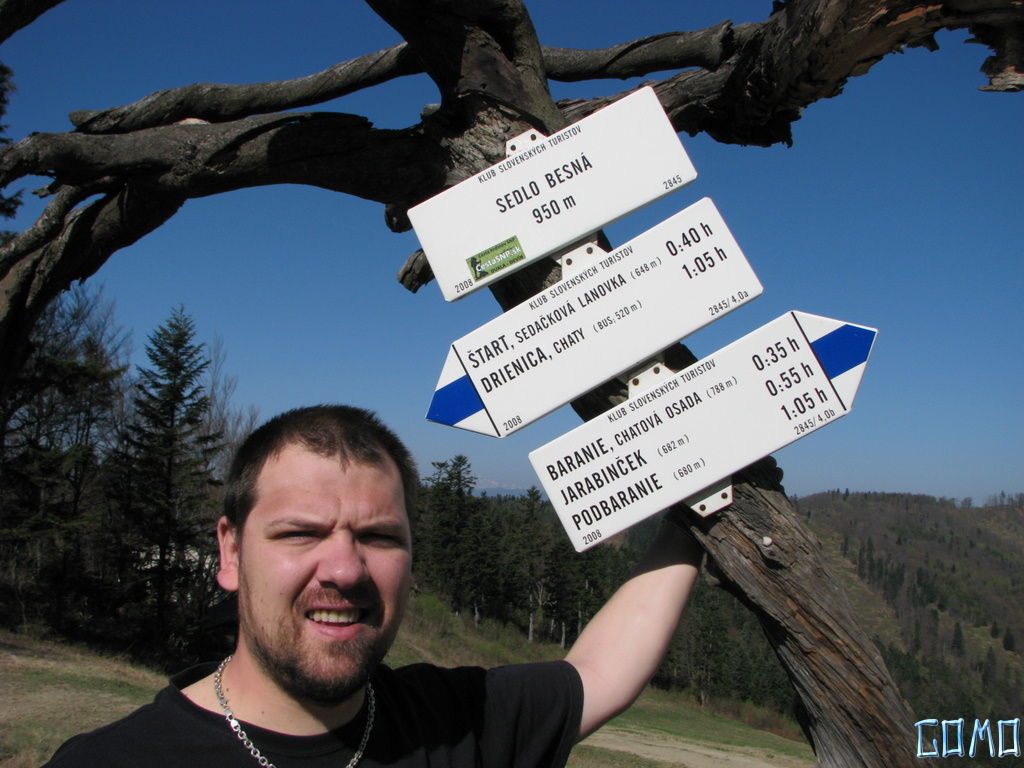 KLUB SLOVENSKÝCH TURISTOV
SEDLO BESNÁ
950 m
CestaSNP.sk
2008 2845
KLUB SLOVENSKÝCH TURISTOV
ŠTART, SEDAČKOVÁ LANOVKA (648 m) 0:40 h
DRIENICA, CHATY (BUS, 520 m) 1:05 h
2008 2845/4,0a
KLUB SLOVENSKÝCH TURISTOV
BARANIE, CHATOVÁ OSADA (788 m) 0:35 h
JARABINČEK (682 m) 0:55 h
PODBARANIE (680 m) 1:05 h
2008 2845/4,0b
GOMO